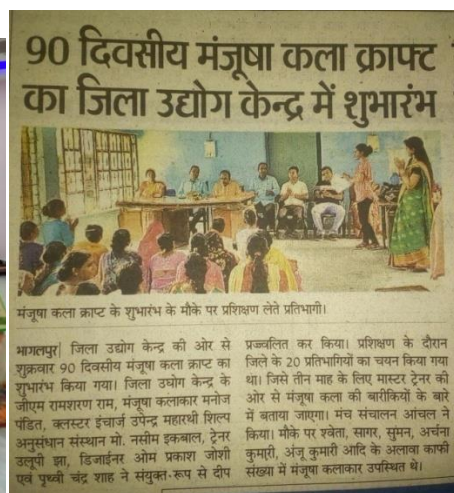 90 दिवसीय मंजूषा कला क्राफ्ट
का जिला उद्योग केन्द्र में शुभारंभ
मंजूषा कला क्राप्ट के शुभारंभ के मौके पर प्रशिक्षण लेते प्रतिभागी।
भागलपुर| जिला उद्योग केन्द्र की ओर से
शुक्रवार 90 दिवसीय मंजूषा कला क्राप्ट का
शुभारंभ किया गया। जिला उघोग केन्द्र के
जीएम रामशरण राम, मंजूषा कलाकार मनोज
पंडित, क्लस्टर इंचार्ज उपेन्द्र महारथी शिल्प
अनुसंधान संस्थान मो. नसीम इकबाल, ट्रेनर
उलूपी झा, डिजाईनर ओम प्रकाश जोशी
एवं पृथ्वी चंद्र शाह ने संयुक्त-रूप से दीप
प्रज्वलित कर किया। प्रशिक्षण के दौरान
जिले के 20 प्रतिभागियों का चयन किया गया
था। जिसे तीन माह के लिए मास्टर ट्रेनर की
ओर से मंजूषा कला की बारीकियों के बारे
में बताया जाएगा। मंच संचालन आंचल ने
किया। मौके पर श्वेता, सागर, सुमन, अर्चना
कुमारी, अंजू कुमारी आदि के अलावा काफी
संख्या में मंजूषा कलाकार उपस्थित थे।